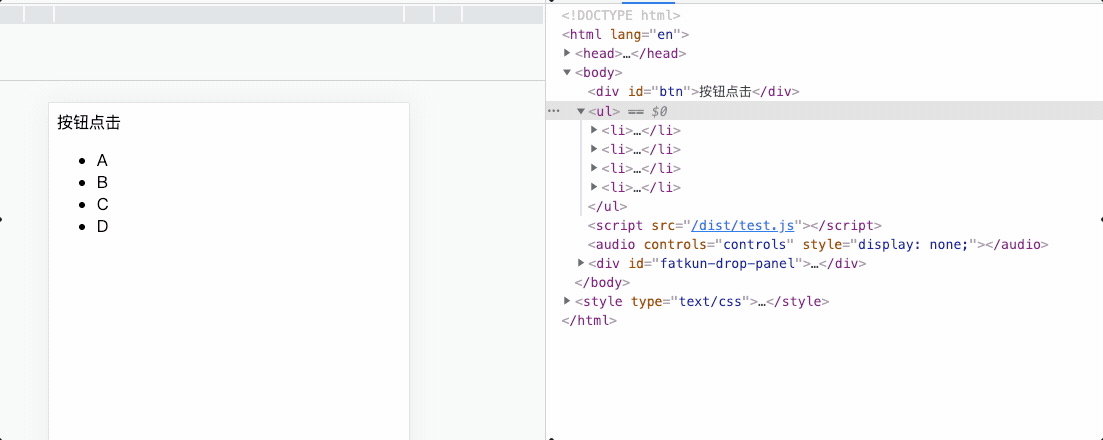 按钮点击
A
B
C
D
<!DOCTYPE html>
<html lang="en">
<head>…</head>
<body>
<div id="btn">按钮点击</div>
<ul> == $0
<li>…</li>
<li>…</li>
<li>…</li>
<li>…</li>
</ul>
<script src="/dist/test.js"></script>
<audio controls="controls" style="display: none;"></audio>
<div id="fatkun-drop-panel">…</div>
</body>
<style type="text/css">…</style>
</html>